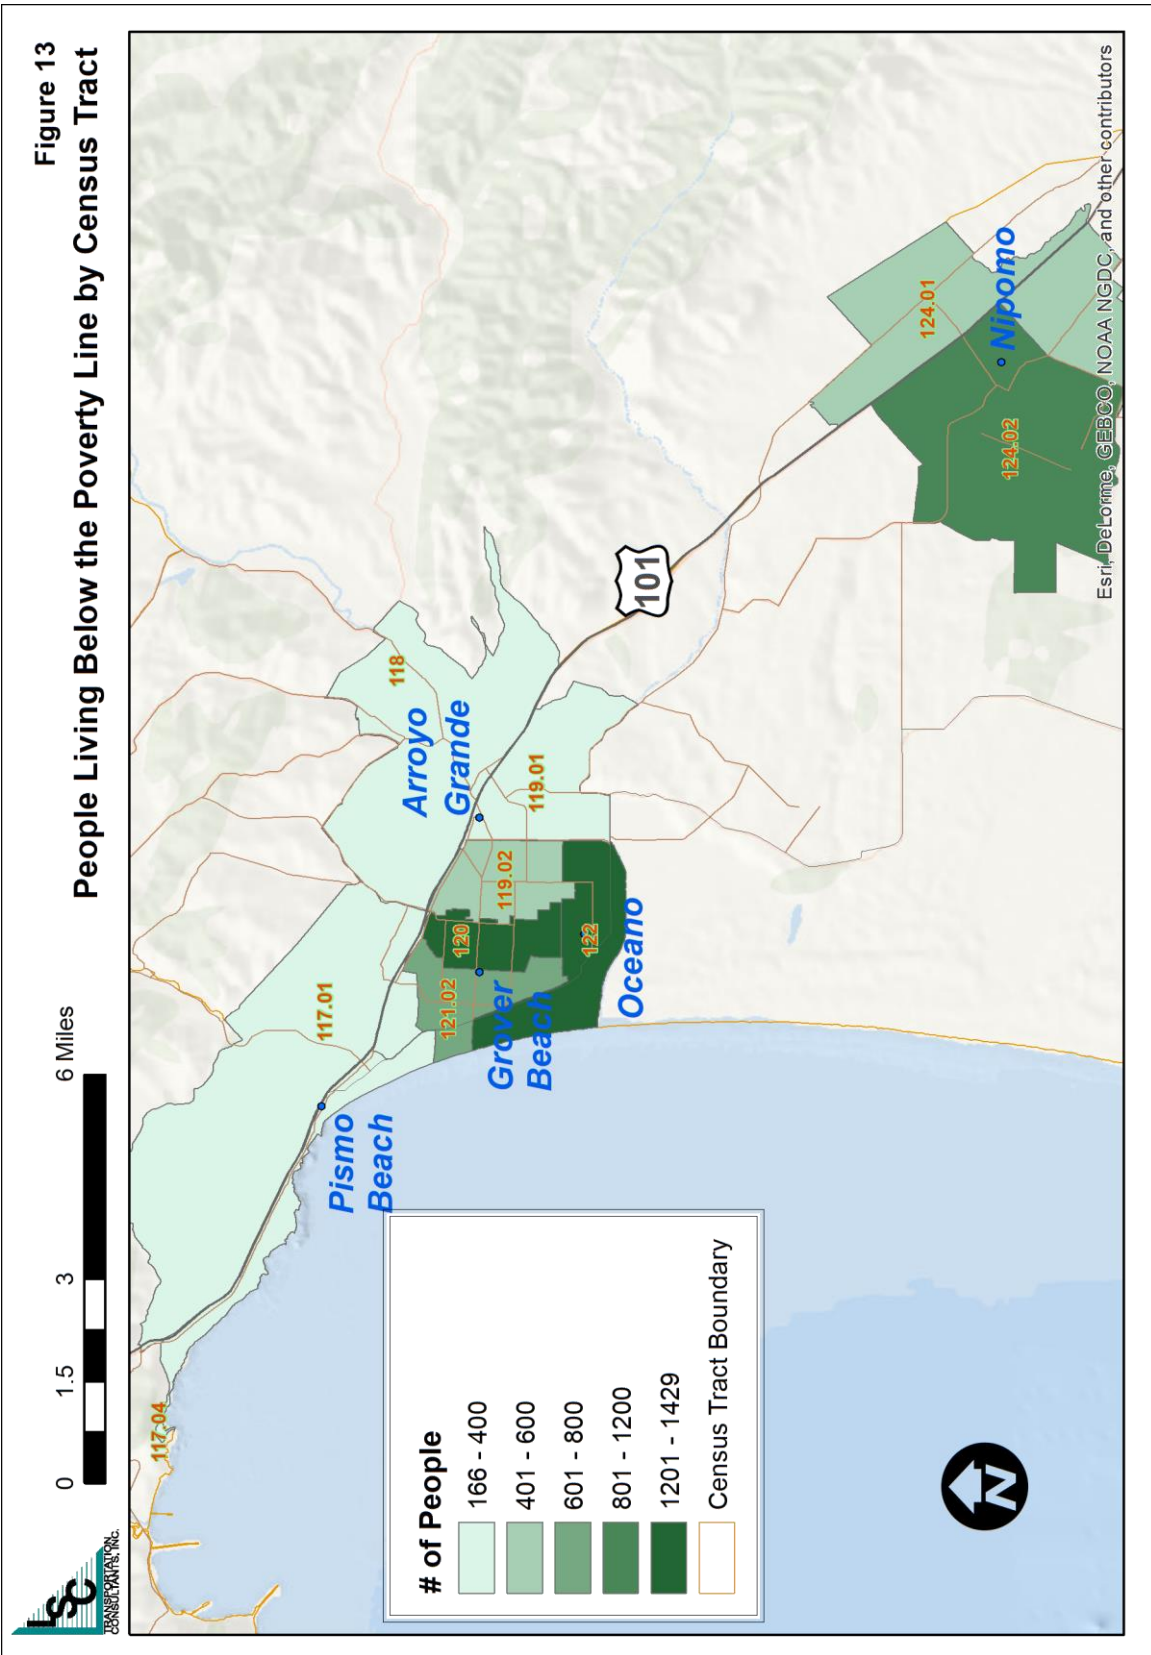 Figure 13
People Living Below the Poverty Line by Census Tract
LSC
TRANSPORTATION
CONSULTANTS, INC.
0 1.5 3 6 Miles
117.04
117.01
Pismo
Beach
118
Arroyo
Grande
119.01
119.02
120
121.02
Grover
Beach
122
Oceano
101
124.01
Nipomo
124.02
# of People
166 - 400
401 - 600
601 - 800
801 - 1200
1201 - 1429
Census Tract Boundary
N
Esri, DeLorme, GEBCO, NOAA NGDC, and other contributors